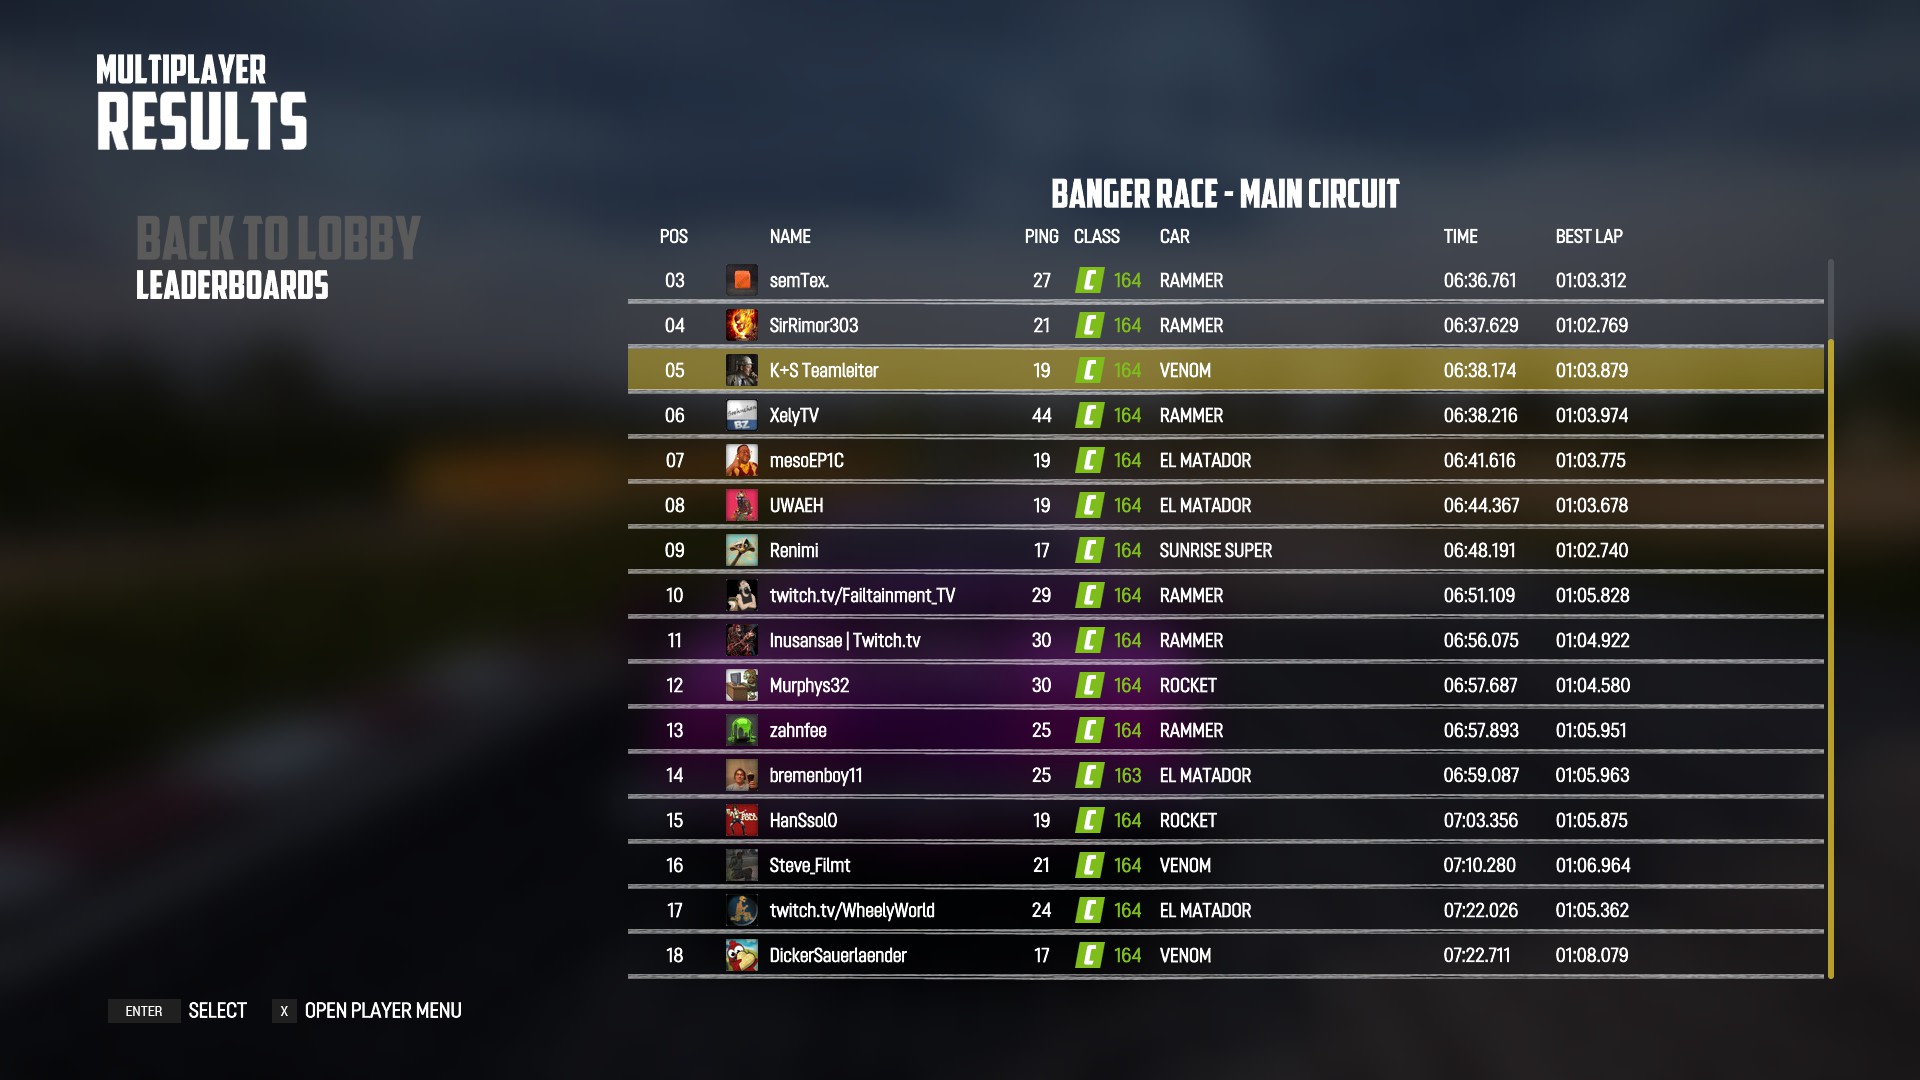 MULTIPLAYER
RESULTS
BACK TO LOBBY
LEADERBOARDS
BANGER RACE - MAIN CIRCUIT
POS NAME PING CLASS CAR TIME BEST LAP
03 semTex. 27 C 164 RAMMER 06:36.761 01:03.312
04 SirRimor303 21 C 164 RAMMER 06:37.629 01:02.769
05 K+S Teamleiter 19 C 164 VENOM 06:38.174 01:03.879
06 XelyTV 44 C 164 RAMMER 06:38.216 01:03.974
07 mesoEP1C 19 C 164 EL MATADOR 06:41.616 01:03.775
08 UWAEH 19 C 164 EL MATADOR 06:44.367 01:03.678
09 Renimi 17 C 164 SUNRISE SUPER 06:48.191 01:02.740
10 twitch.tv/Failtainment_TV 29 C 164 RAMMER 06:51.109 01:05.828
11 Inusansae | Twitch.tv 30 C 164 RAMMER 06:56.075 01:04.922
12 Murphys32 30 C 164 ROCKET 06:57.687 01:04.580
13 zahnfee 25 C 164 RAMMER 06:57.893 01:05.951
14 bremenboy11 25 C 163 EL MATADOR 06:59.087 01:05.963
15 HanSsol0 19 C 164 ROCKET 07:03.356 01:05.875
16 Steve_Filmt 21 C 164 VENOM 07:10.280 01:06.964
17 twitch.tv/WheelyWorld 24 C 164 EL MATADOR 07:22.026 01:05.362
18 DickerSauerlaender 17 C 164 VENOM 07:22.711 01:08.079
ENTER SELECT X OPEN PLAYER MENU